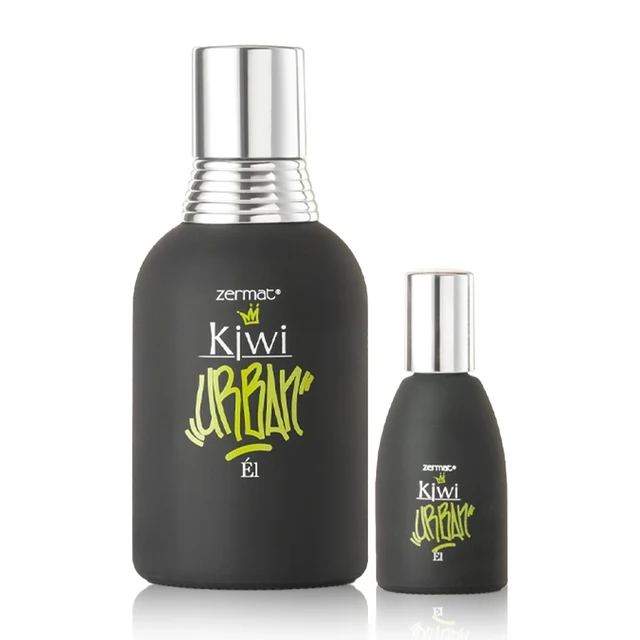 zermat®
Kiwi
"URBAN"
Él
zermat®
Kiwi
"URBAN"
Él